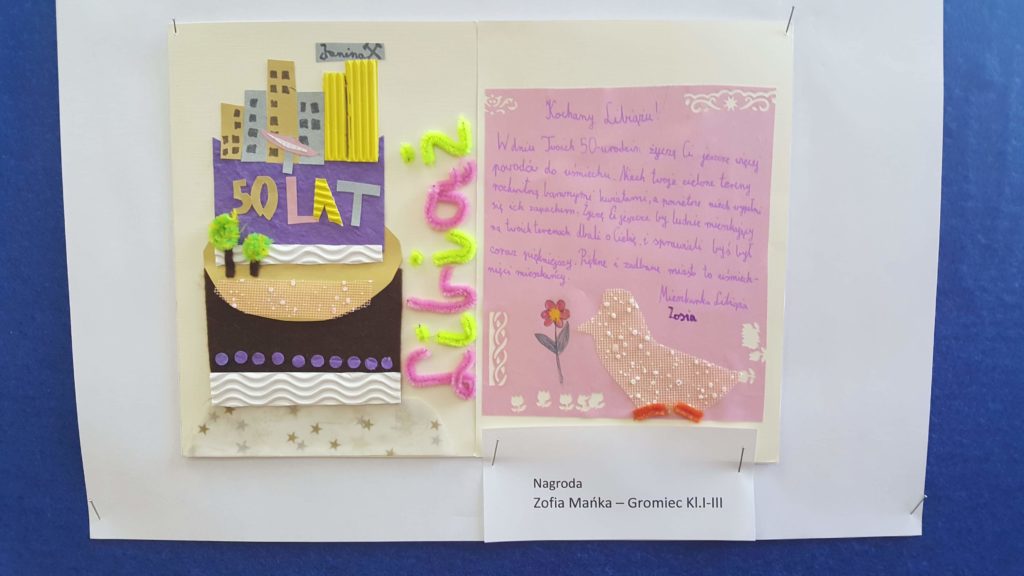 Janina
50 LAT
Libiąż
Kochany Libiążu!
W dniu Twoich 50-urodzin życzę Ci jeszcze więcej
powodów do uśmiechu. Niech twoje zielone tereny
rozkwitną barwnymi kwiatami, a powietrze niech wypełni
się ich zapachem. Życzę Ci jeszcze by ludzie mieszkający
na twoich terenach dbali o Ciebie, i sprawiali byś był
coraz piękniejszy. Piękne i zadbane miasto to uśmiech-
nięci mieszkańcy.
Mieszkanka Libiąża
Zosia
Nagroda
Zofia Mańka – Gromiec Kl.I-III